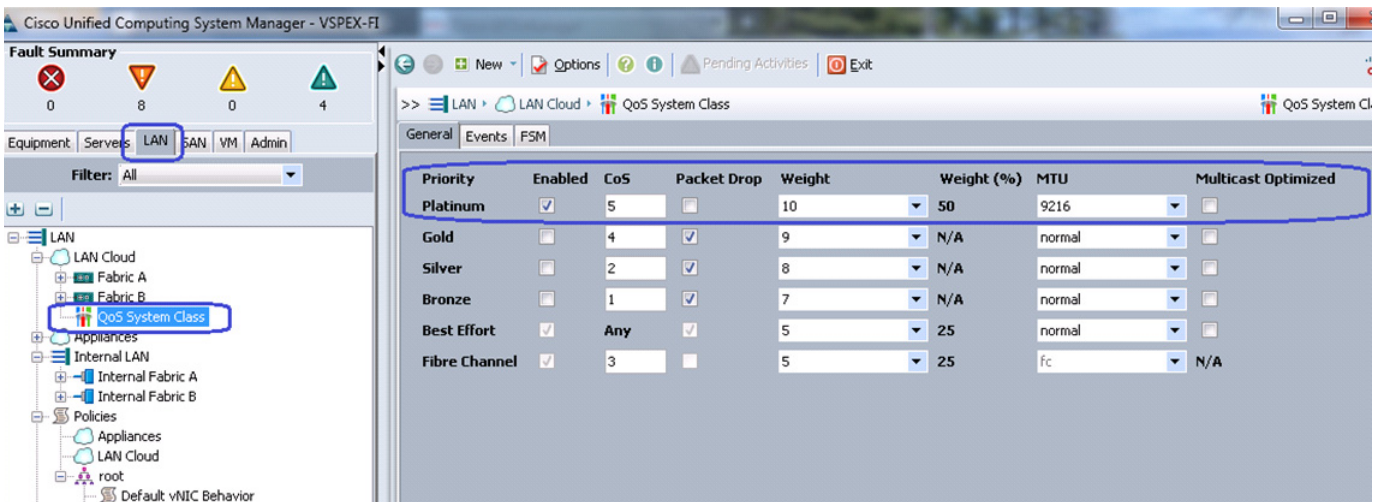 Cisco Unified Computing System Manager - VSPEX-FI
Fault Summary
0 8 0 4
New Options Pending Activities Exit
>> LAN LAN Cloud QoS System Class QoS System Cl
Equipment Servers LAN SAN VM Admin
Filter: All
LAN
LAN Cloud
Fabric A
Fabric B
QoS System Class
Appliances
Internal LAN
Internal Fabric A
Internal Fabric B
Policies
Appliances
LAN Cloud
root
Default vNIC Behavior
General Events FSM
Priority Enabled CoS Packet Drop Weight Weight (%) MTU Multicast Optimized
Platinum 5 10 50 9216
Gold 4 9 N/A normal
Silver 2 8 N/A normal
Bronze 1 7 N/A normal
Best Effort Any 5 25 normal
Fibre Channel 3 5 25 fc N/A